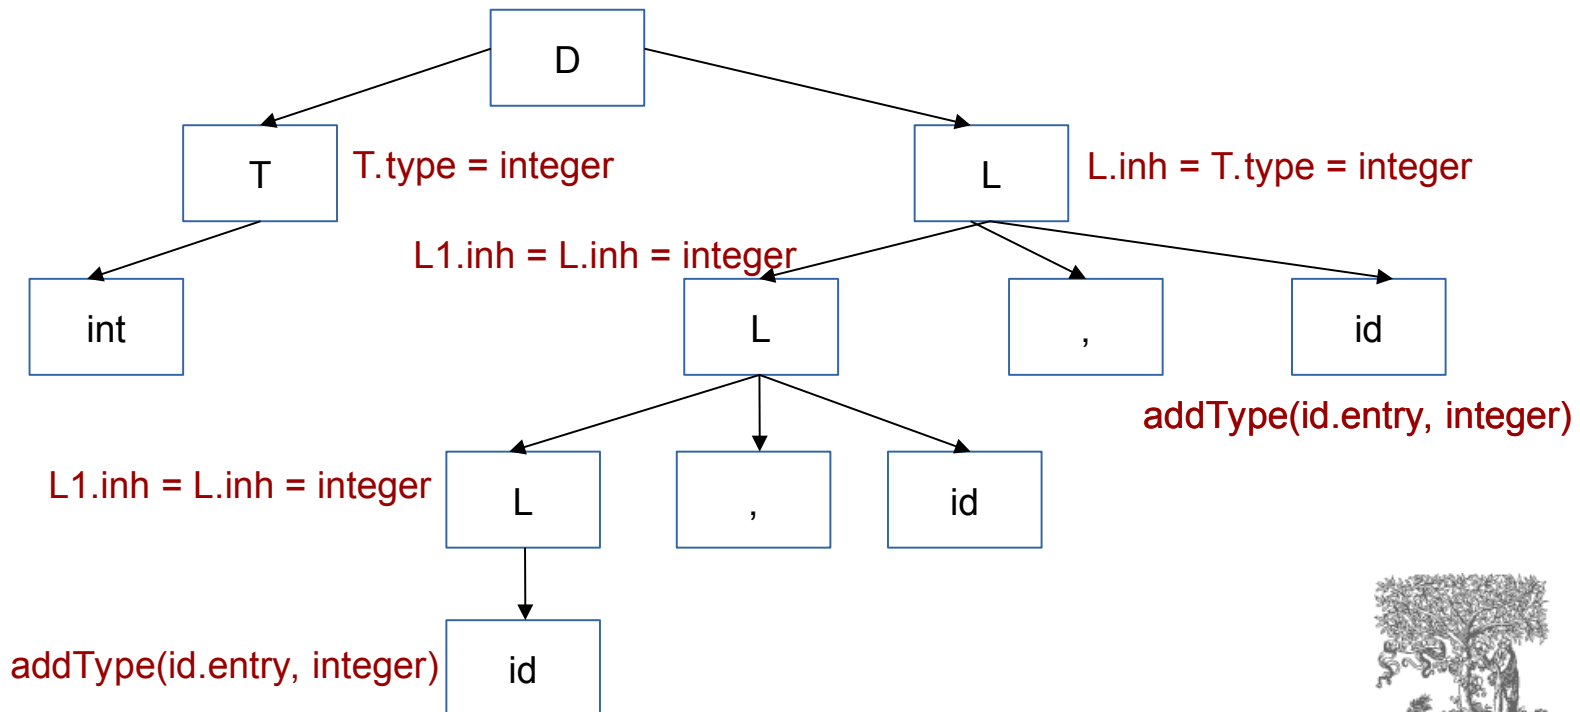 D
T
T.type = integer
L
L.inh = T.type = integer
L1.inh = L.inh = integer
int
L
,
id
addType(id.entry, integer)
L1.inh = L.inh = integer
L
,
id
addType(id.entry, integer)
id